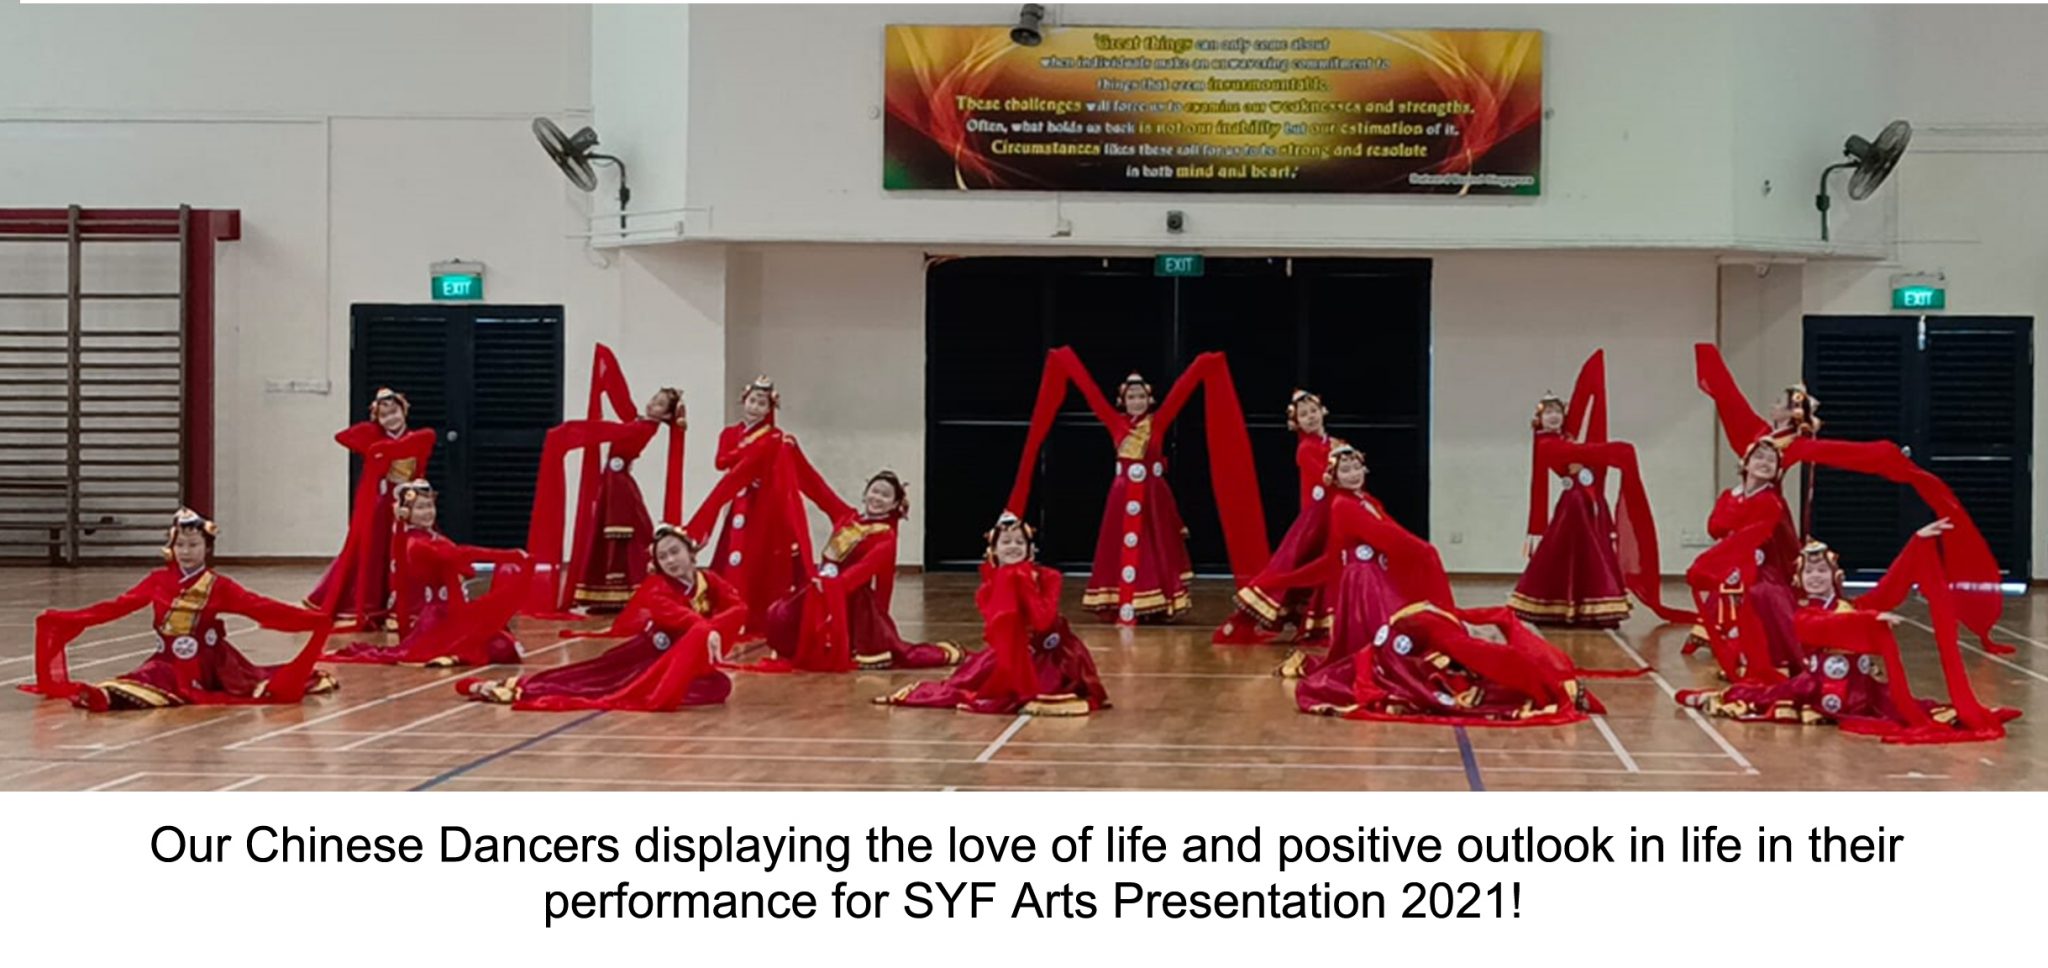 'Great things can only come about
when individuals make an unwavering commitment to
things that seem insurmountable.
These challenges will force us to examine our weaknesses and strengths.
Often, what holds us back is not our inability but our estimation of it.
Circumstances likes these call for us to be strong and resolute
in both mind and heart.'
EXIT
EXIT
EXIT
Our Chinese Dancers displaying the love of life and positive outlook in life in their
performance for SYF Arts Presentation 2021!